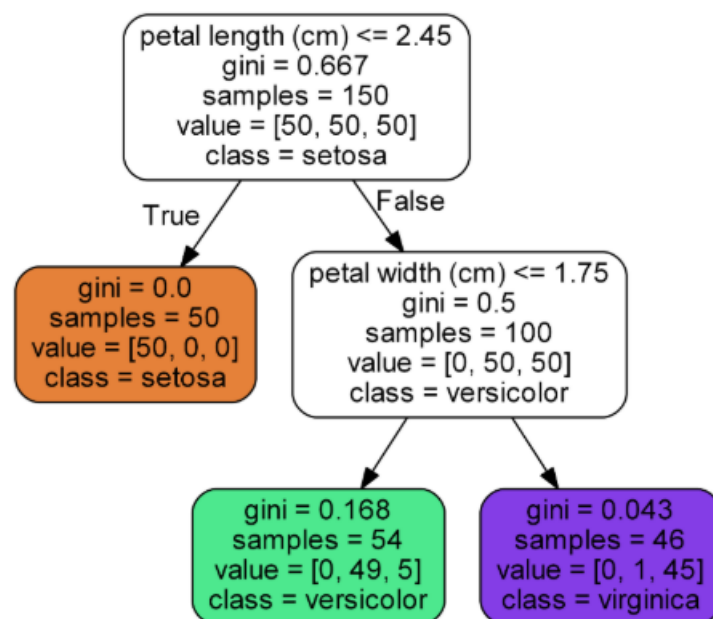 petal length (cm) <= 2.45
gini = 0.667
samples = 150
value = [50, 50, 50]
class = setosa
True
False
gini = 0.0
samples = 50
value = [50, 0, 0]
class = setosa
petal width (cm) <= 1.75
gini = 0.5
samples = 100
value = [0, 50, 50]
class = versicolor
gini = 0.168
samples = 54
value = [0, 49, 5]
class = versicolor
gini = 0.043
samples = 46
value = [0, 1, 45]
class = virginica